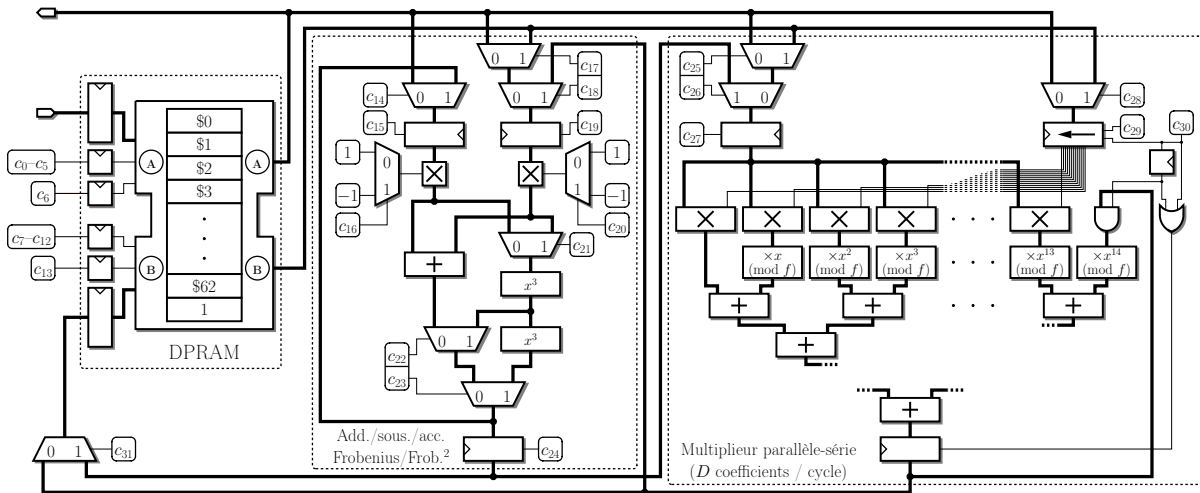 0 1
0 1
c17
c18
c14
c15
c19
0 1
0 1
c25
c26
c27
1 0
0 1
c28
c29
c30
$0
$1
$2
$3
.
.
.
$62
1
A
A
B
B
c0–c5
c6
c7–c12
c13
DPRAM
1
0
1
−1
c16
×
×
0
1
1
−1
c20
0 1
c21
+
x³
x³
0 1
c22
c23
0 1
c24
Add./sous./acc.
Frobenius/Frob.²
0 1
c31
× × × × · · · ×
×x
(mod f)
×x²
(mod f)
×x³
(mod f)
· · ·
×x¹³
(mod f)
×x¹⁴
(mod f)
+ + · · · +
+
+
Multiplieur parallèle-série
(D coefficients / cycle)